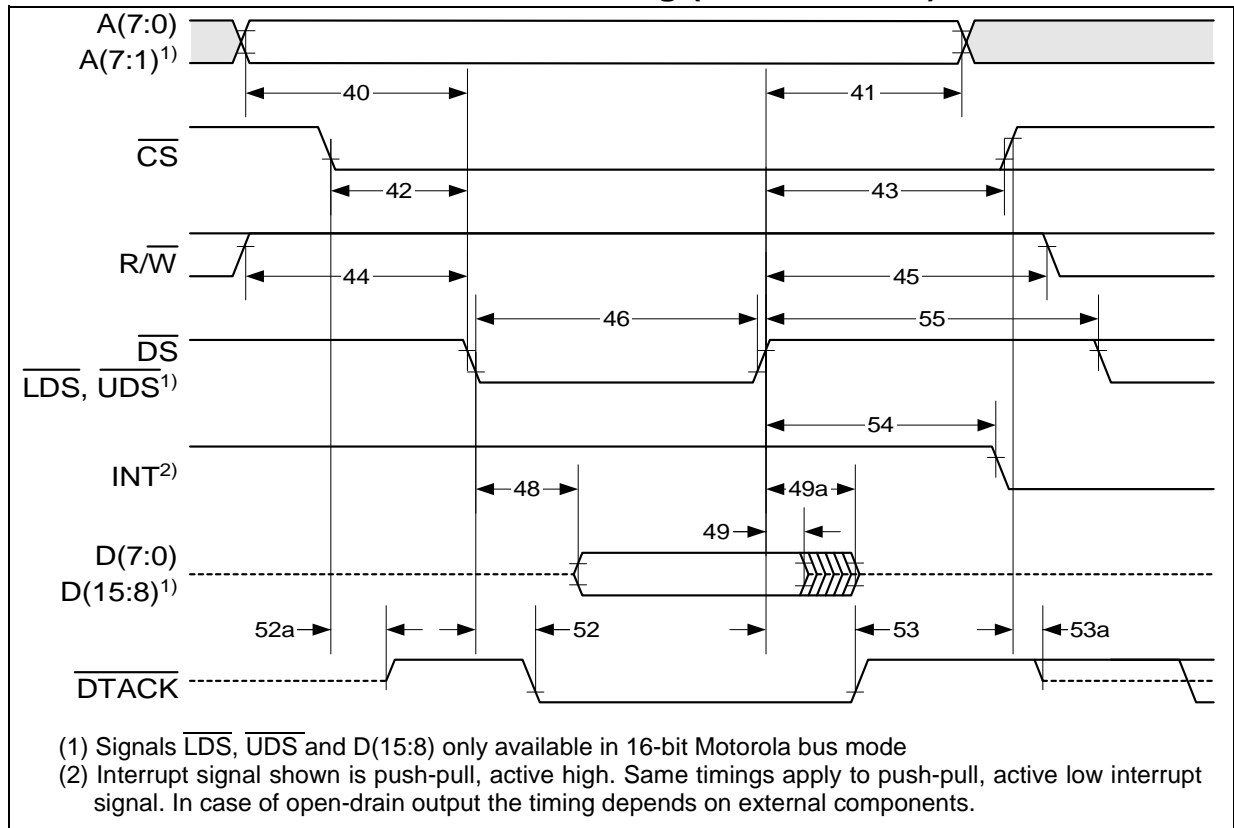 A(7:0)
A(7:1)1)
40
41
CS
42
43
R/W
44
45
46
55
DS
LDS, UDS1)
54
INT2)
48
49a
49
D(7:0)
D(15:8)1)
52a
52
53
53a
DTACK
(1) Signals LDS, UDS and D(15:8) only available in 16-bit Motorola bus mode
(2) Interrupt signal shown is push-pull, active high. Same timings apply to push-pull, active low interrupt
signal. In case of open-drain output the timing depends on external components.